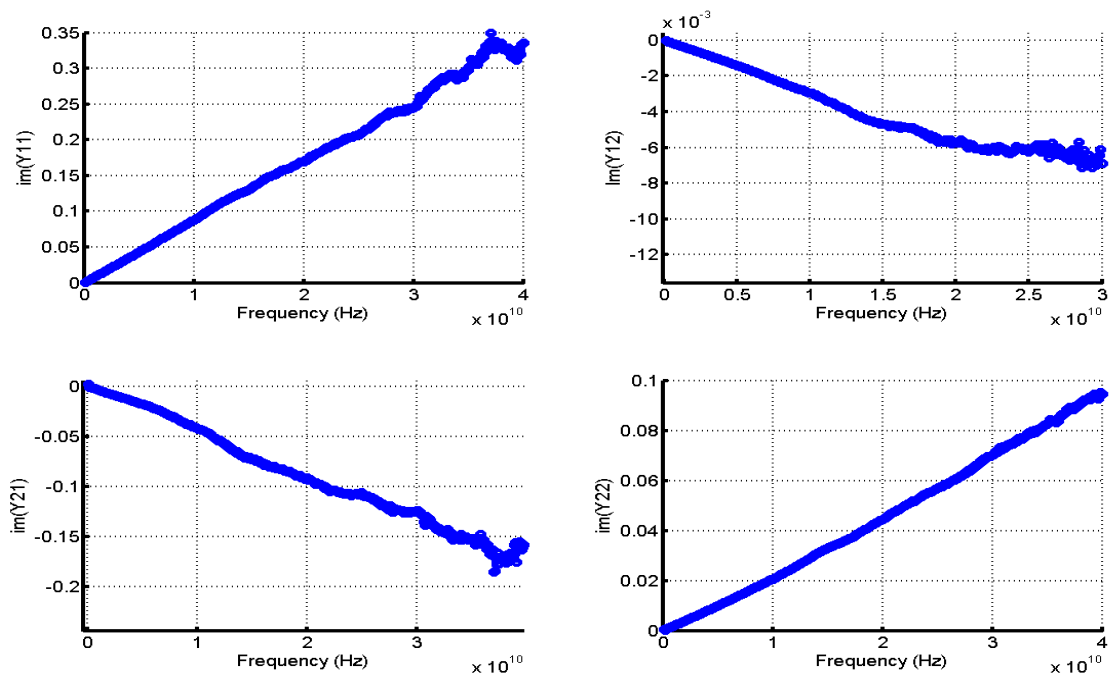 0.35
0.3
0.25
0.2
0.15
0.1
0.05
0
im(Y11)
0 1 2 3 4
Frequency (Hz)
x 10^10
x 10^-3
0
-2
-4
-6
-8
-10
-12
Im(Y12)
0 0.5 1 1.5 2 2.5 3
Frequency (Hz)
x 10^10
0
-0.05
-0.1
-0.15
-0.2
im(Y21)
0 1 2 3
Frequency (Hz)
x 10^10
0.1
0.08
0.06
0.04
0.02
0
im(Y22)
0 1 2 3 4
Frequency (Hz)
x 10^10